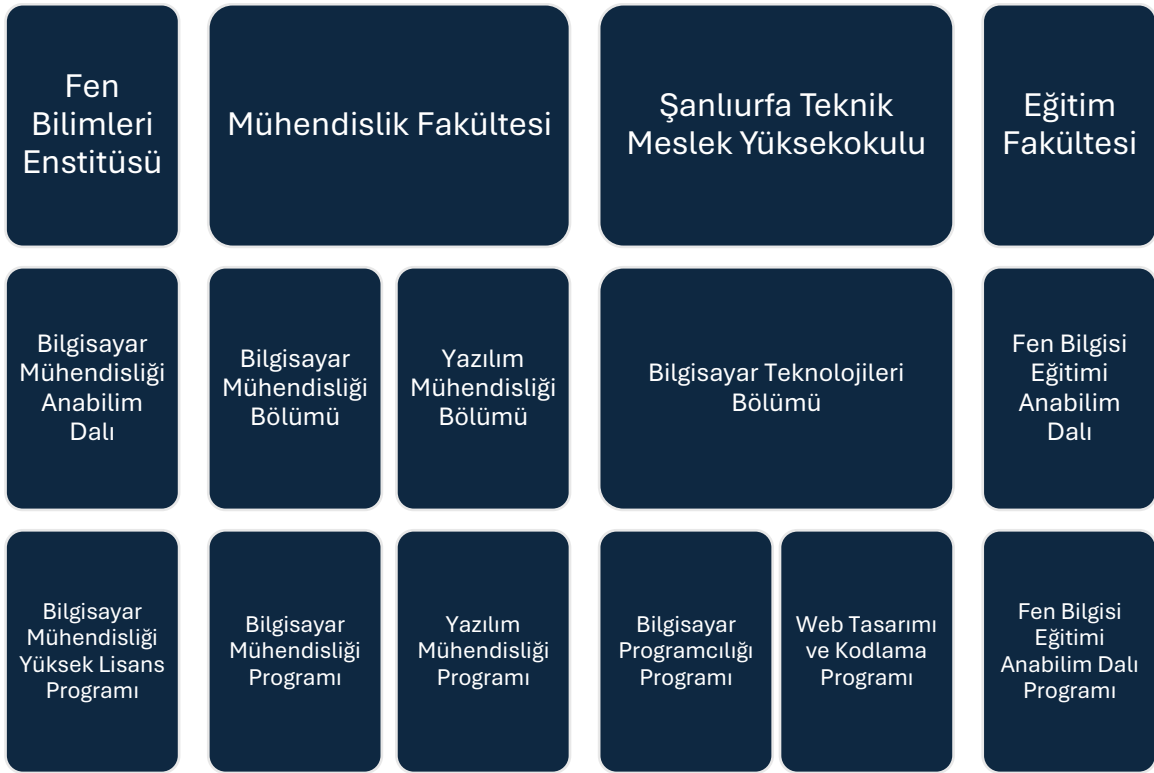 Fen
Bilimleri
Enstitüsü
Mühendislik Fakültesi
Şanlıurfa Teknik
Meslek Yüksekokulu
Eğitim
Fakültesi
Bilgisayar
Mühendisliği
Anabilim
Dalı
Bilgisayar
Mühendisliği
Bölümü
Yazılım
Mühendisliği
Bölümü
Bilgisayar Teknolojileri
Bölümü
Fen Bilgisi
Eğitimi
Anabilim
Dalı
Bilgisayar
Mühendisliği
Yüksek Lisans
Programı
Bilgisayar
Mühendisliği
Programı
Yazılım
Mühendisliği
Programı
Bilgisayar
Programcılığı
Programı
Web Tasarımı
ve Kodlama
Programı
Fen Bilgisi
Eğitimi
Anabilim Dalı
Programı